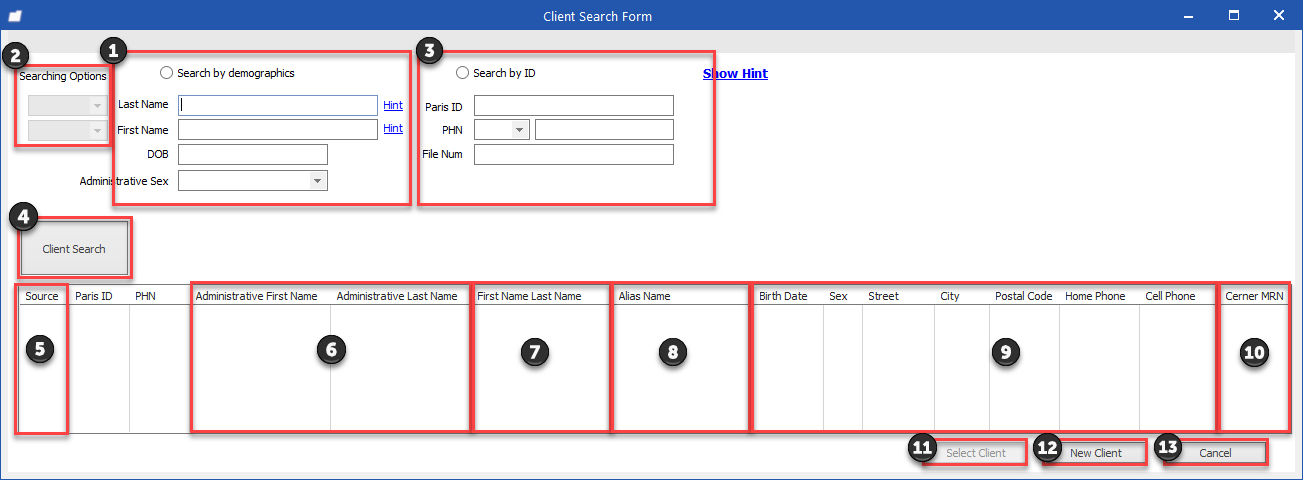 Client Search Form
2
1
3
Searching Options
Search by demographics
Search by ID
Show Hint
Last Name
Hint
Paris ID
First Name
Hint
PHN
DOB
File Num
Administrative Sex
4
Client Search
Source Paris ID PHN Administrative First Name Administrative Last Name First Name Last Name Alias Name Birth Date Sex Street City Postal Code Home Phone Cell Phone Cerner MRN
5 6 7 8 9 10
11 Select Client 12 New Client 13 Cancel